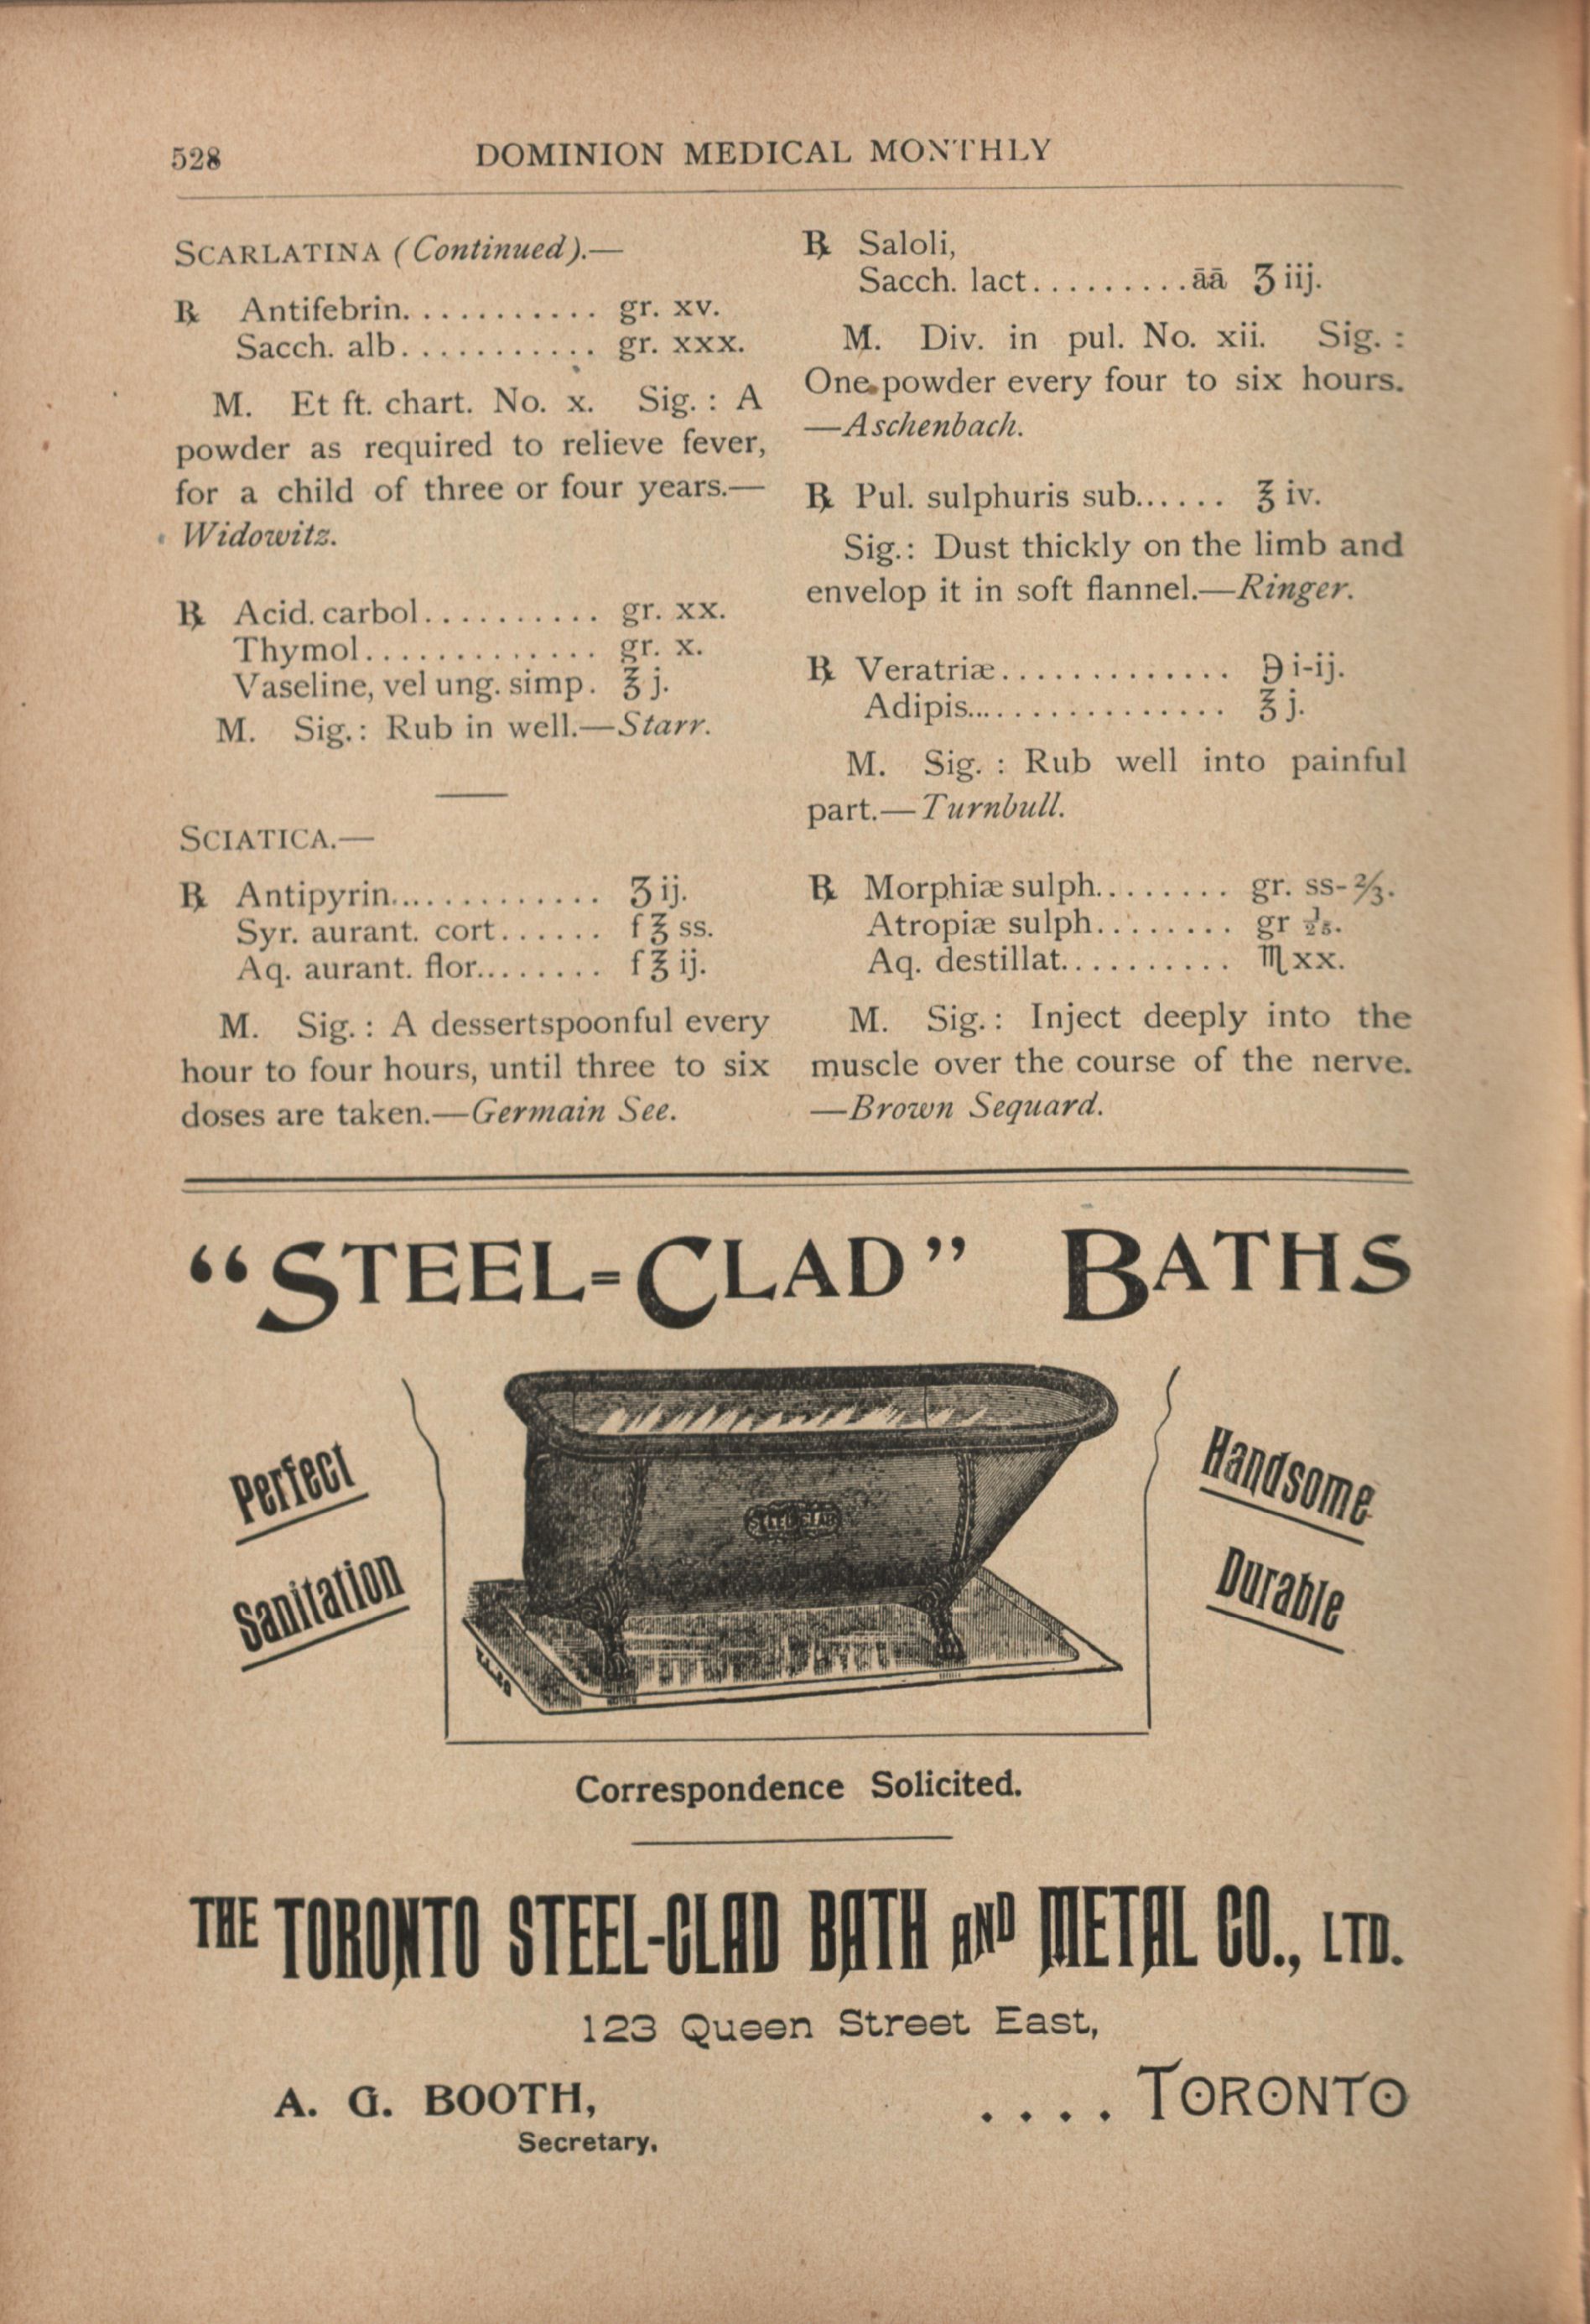 528 DOMINION MEDICAL MONTHLY
SCARLATINA (Continued).—
℞ Antifebrin............ gr. xv.
Sacch. alb............ gr. xxx.
M. Et ft. chart. No. x. Sig.: A
powder as required to relieve fever,
for a child of three or four years.—
Widowitz.
℞ Acid. carbol.......... gr. xx.
Thymol............. gr. x.
Vaseline, vel ung. simp. ℥ j.
M. Sig.: Rub in well.—Starr.
SCIATICA.—
℞ Antipyrin............. ʒ ij.
Syr. aurant. cort...... f ℥ ss.
Aq. aurant. flor........ f ℥ ij.
M. Sig.: A dessertspoonful every
hour to four hours, until three to six
doses are taken.—Germain See.
℞ Saloli,
Sacch. lact.........āā ʒ iij.
M. Div. in pul. No. xii. Sig.:
One powder every four to six hours.
—Aschenbach.
℞ Pul. sulphuris sub...... ℥ iv.
Sig.: Dust thickly on the limb and
envelop it in soft flannel.—Ringer.
℞ Veratriæ............. ℈ i-ij.
Adipis............... ℥ j.
M. Sig.: Rub well into painful
part.—Turnbull.
℞ Morphiæ sulph........ gr. ss-⅔.
Atropiæ sulph........ gr 1/25.
Aq. destillat.......... ♏xx.
M. Sig.: Inject deeply into the
muscle over the course of the nerve.
—Brown Sequard.
“STEEL-CLAD” BATHS
Perfect
Sanitation
STEEL CLAD
Handsome
Durable
Correspondence Solicited.
THE TORONTO STEEL-CLAD BATH AND METAL CO., LTD.
123 Queen Street East,
A. G. BOOTH,
Secretary.
.... TORONTO